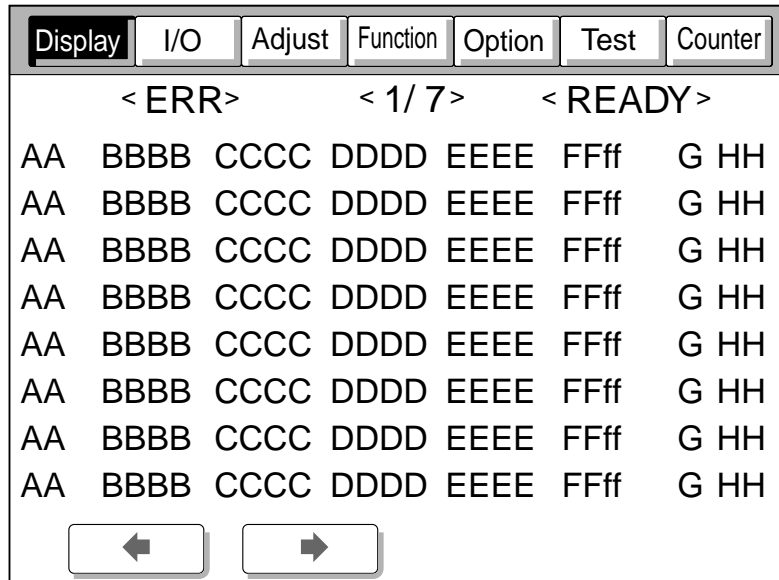 Display I/O Adjust Function Option Test Counter
< ERR> < 1/ 7 > < READY >
AA BBBB CCCC DDDD EEEE FFff G HH
AA BBBB CCCC DDDD EEEE FFff G HH
AA BBBB CCCC DDDD EEEE FFff G HH
AA BBBB CCCC DDDD EEEE FFff G HH
AA BBBB CCCC DDDD EEEE FFff G HH
AA BBBB CCCC DDDD EEEE FFff G HH
AA BBBB CCCC DDDD EEEE FFff G HH
AA BBBB CCCC DDDD EEEE FFff G HH